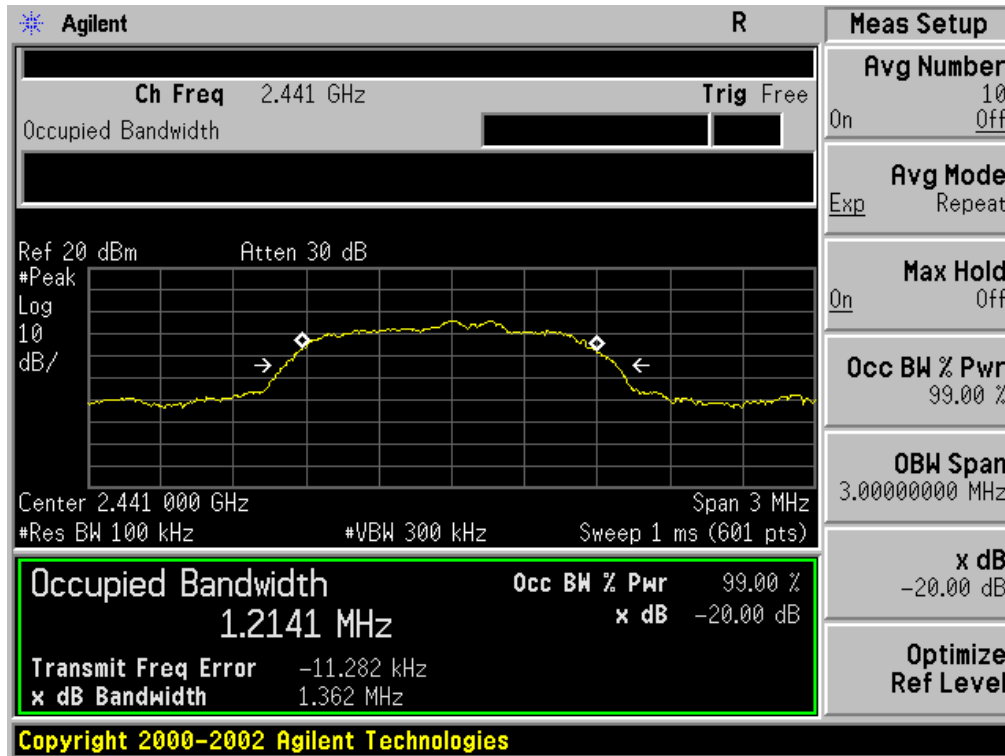 Agilent R
Ch Freq 2.441 GHz Trig Free
Occupied Bandwidth
Ref 20 dBm Atten 30 dB
#Peak
Log
10
dB/
Center 2.441 000 GHz Span 3 MHz
#Res BW 100 kHz #VBW 300 kHz Sweep 1 ms (601 pts)
Occupied Bandwidth
1.2141 MHz
Occ BW % Pwr 99.00 %
x dB -20.00 dB
Transmit Freq Error -11.282 kHz
x dB Bandwidth 1.362 MHz
Meas Setup
Avg Number
10
On Off
Avg Mode
Exp Repeat
Max Hold
On Off
Occ BW % Pwr
99.00 %
OBW Span
3.00000000 MHz
x dB
-20.00 dB
Optimize
Ref Level
Copyright 2000-2002 Agilent Technologies